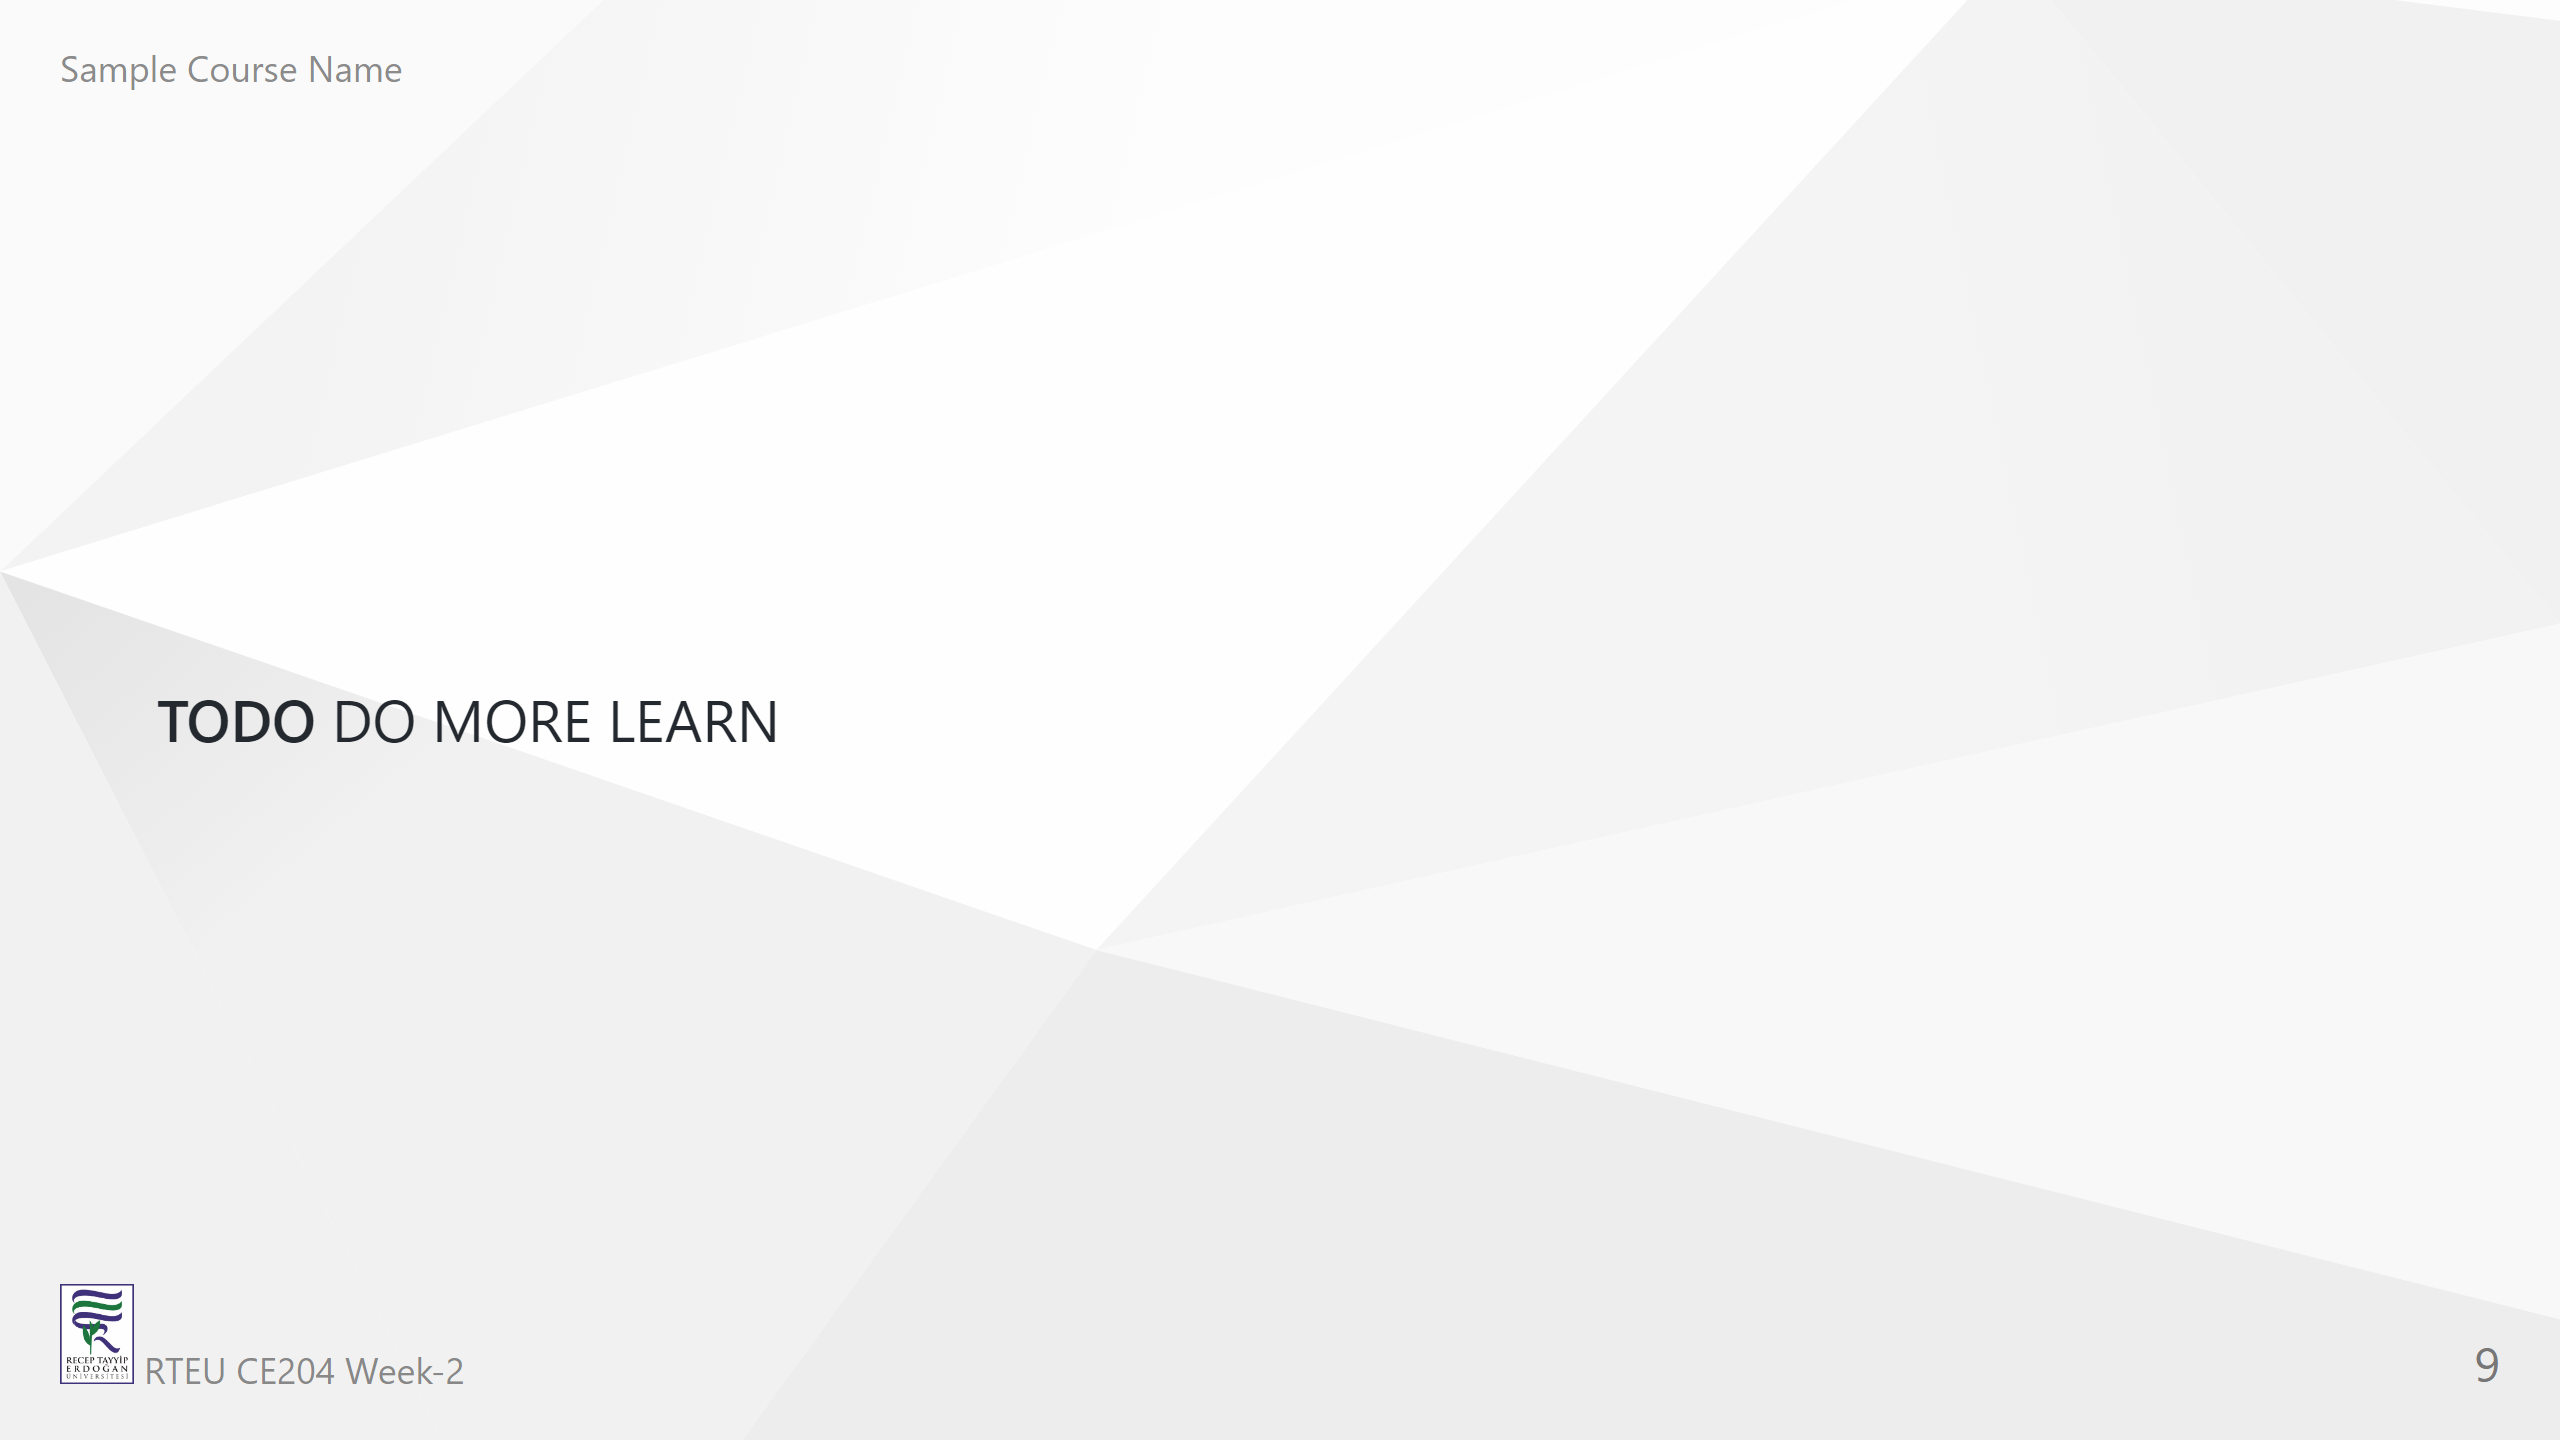 Sample Course Name
TODO DO MORE LEARN
RECEP TAYYİP
ERDOĞAN
ÜNİVERSİTESİ
RTEU CE204 Week-2
9